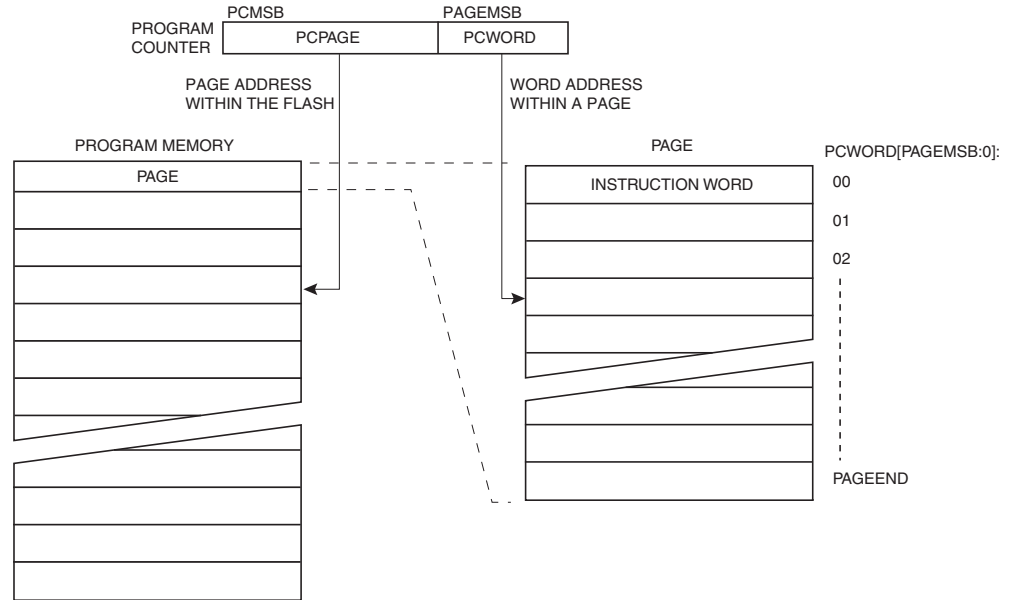 PCMSB PAGEMSB
PROGRAM
COUNTER
PCPAGE PCWORD
PAGE ADDRESS
WITHIN THE FLASH
WORD ADDRESS
WITHIN A PAGE
PROGRAM MEMORY
PAGE
PAGE
INSTRUCTION WORD
PCWORD[PAGEMSB:0]:
00
01
02
PAGEEND